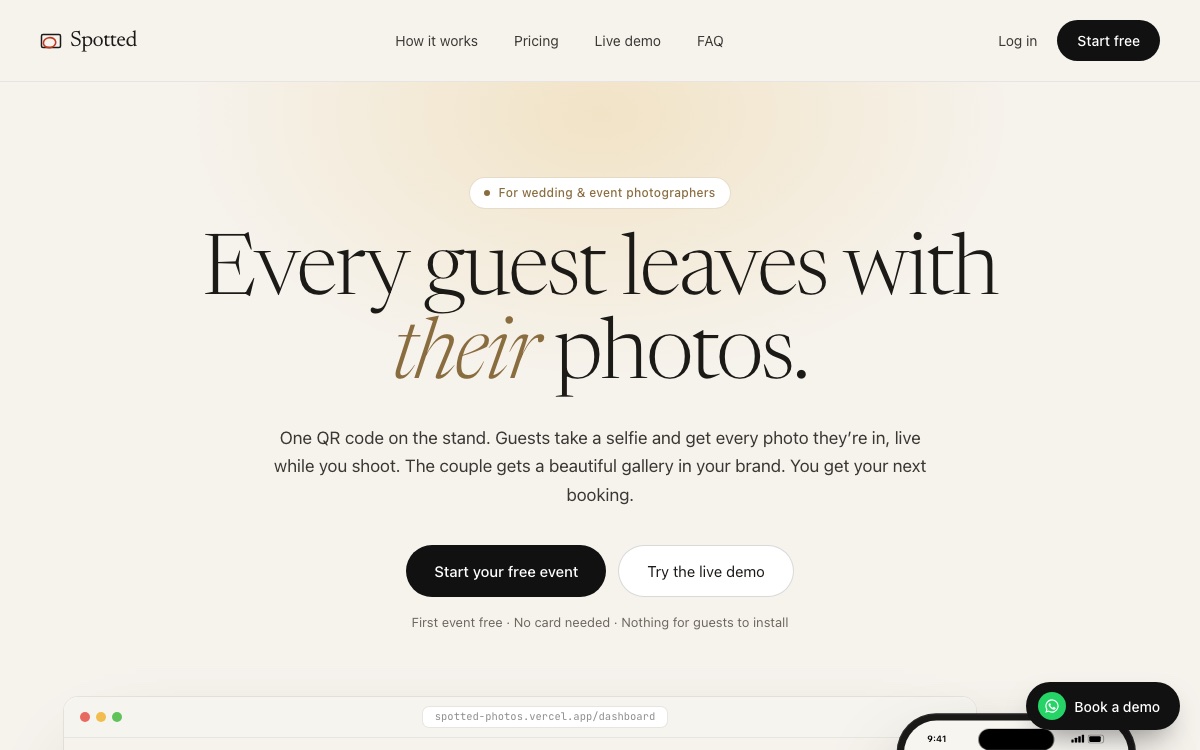 Spotted
How it works
Pricing
Live demo
FAQ
Log in
Start free
For wedding & event photographers
Every guest leaves with
their photos.
One QR code on the stand. Guests take a selfie and get every photo they’re in, live
while you shoot. The couple gets a beautiful gallery in your brand. You get your next
booking.
Start your free event
Try the live demo
First event free · No card needed · Nothing for guests to install
spotted-photos.vercel.app/dashboard
Book a demo
9:41